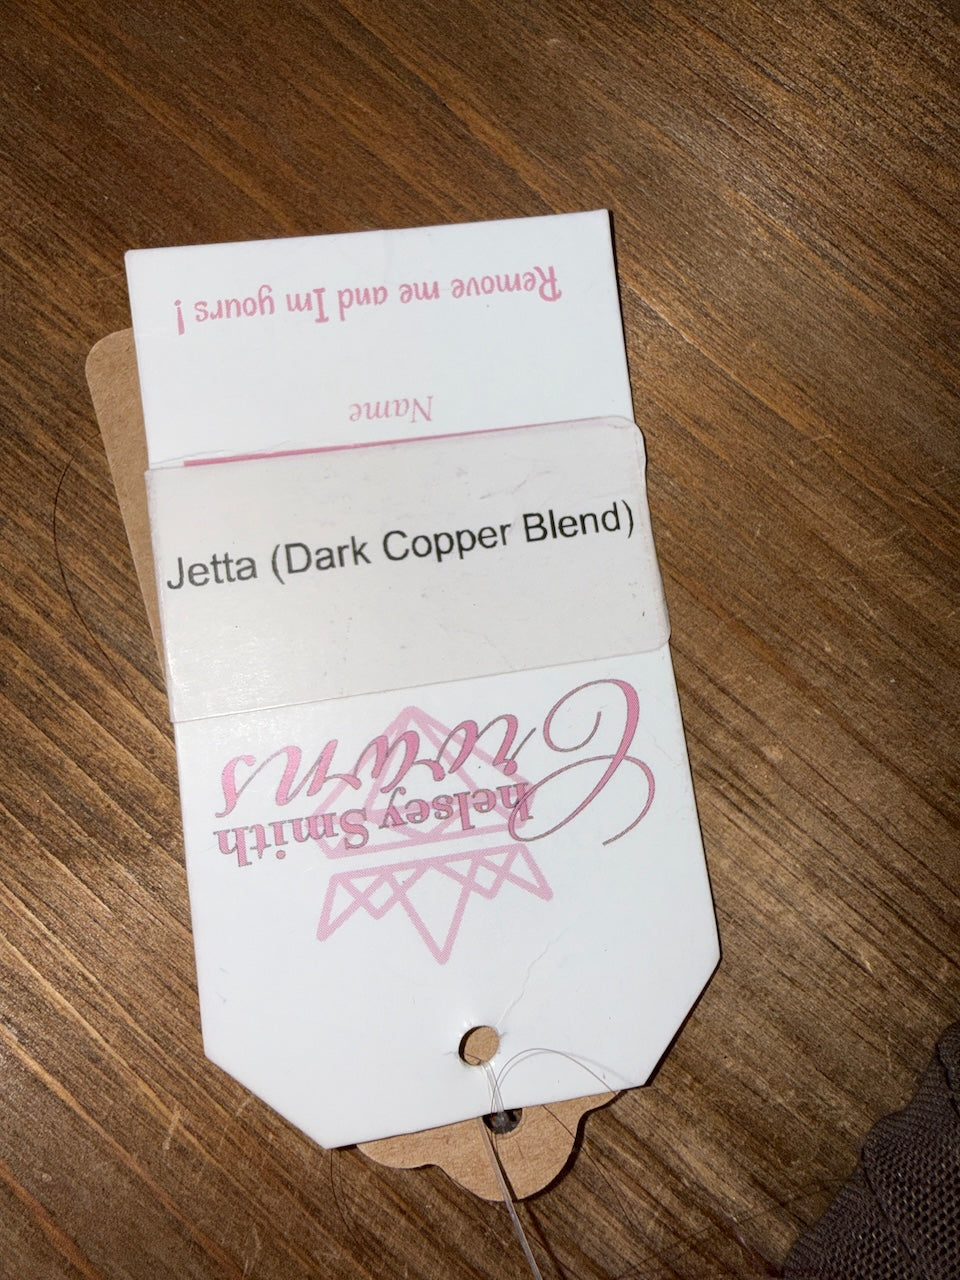 Remove me and Im yours !
Name
Jetta (Dark Copper Blend)
Chelsey Smith
Crowns